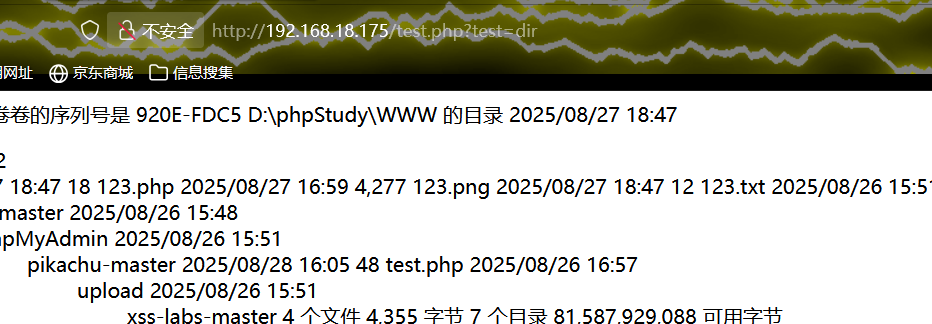 不安全 http://192.168.18.175/test.php?test=dir
网址 京东商城 信息搜集
卷的序列号是 920E-FDC5 D:\phpStudy\WWW 的目录 2025/08/27 18:47
2
18:47 18 123.php 2025/08/27 16:59 4,277 123.png 2025/08/27 18:47 12 123.txt 2025/08/26 15:51
master 2025/08/26 15:48
pMyAdmin 2025/08/26 15:51
pikachu-master 2025/08/28 16:05 48 test.php 2025/08/26 16:57
upload 2025/08/26 15:51
xss-labs-master 4 个文件 4,355 字节 7 个目录 81,587,929,088 可用字节